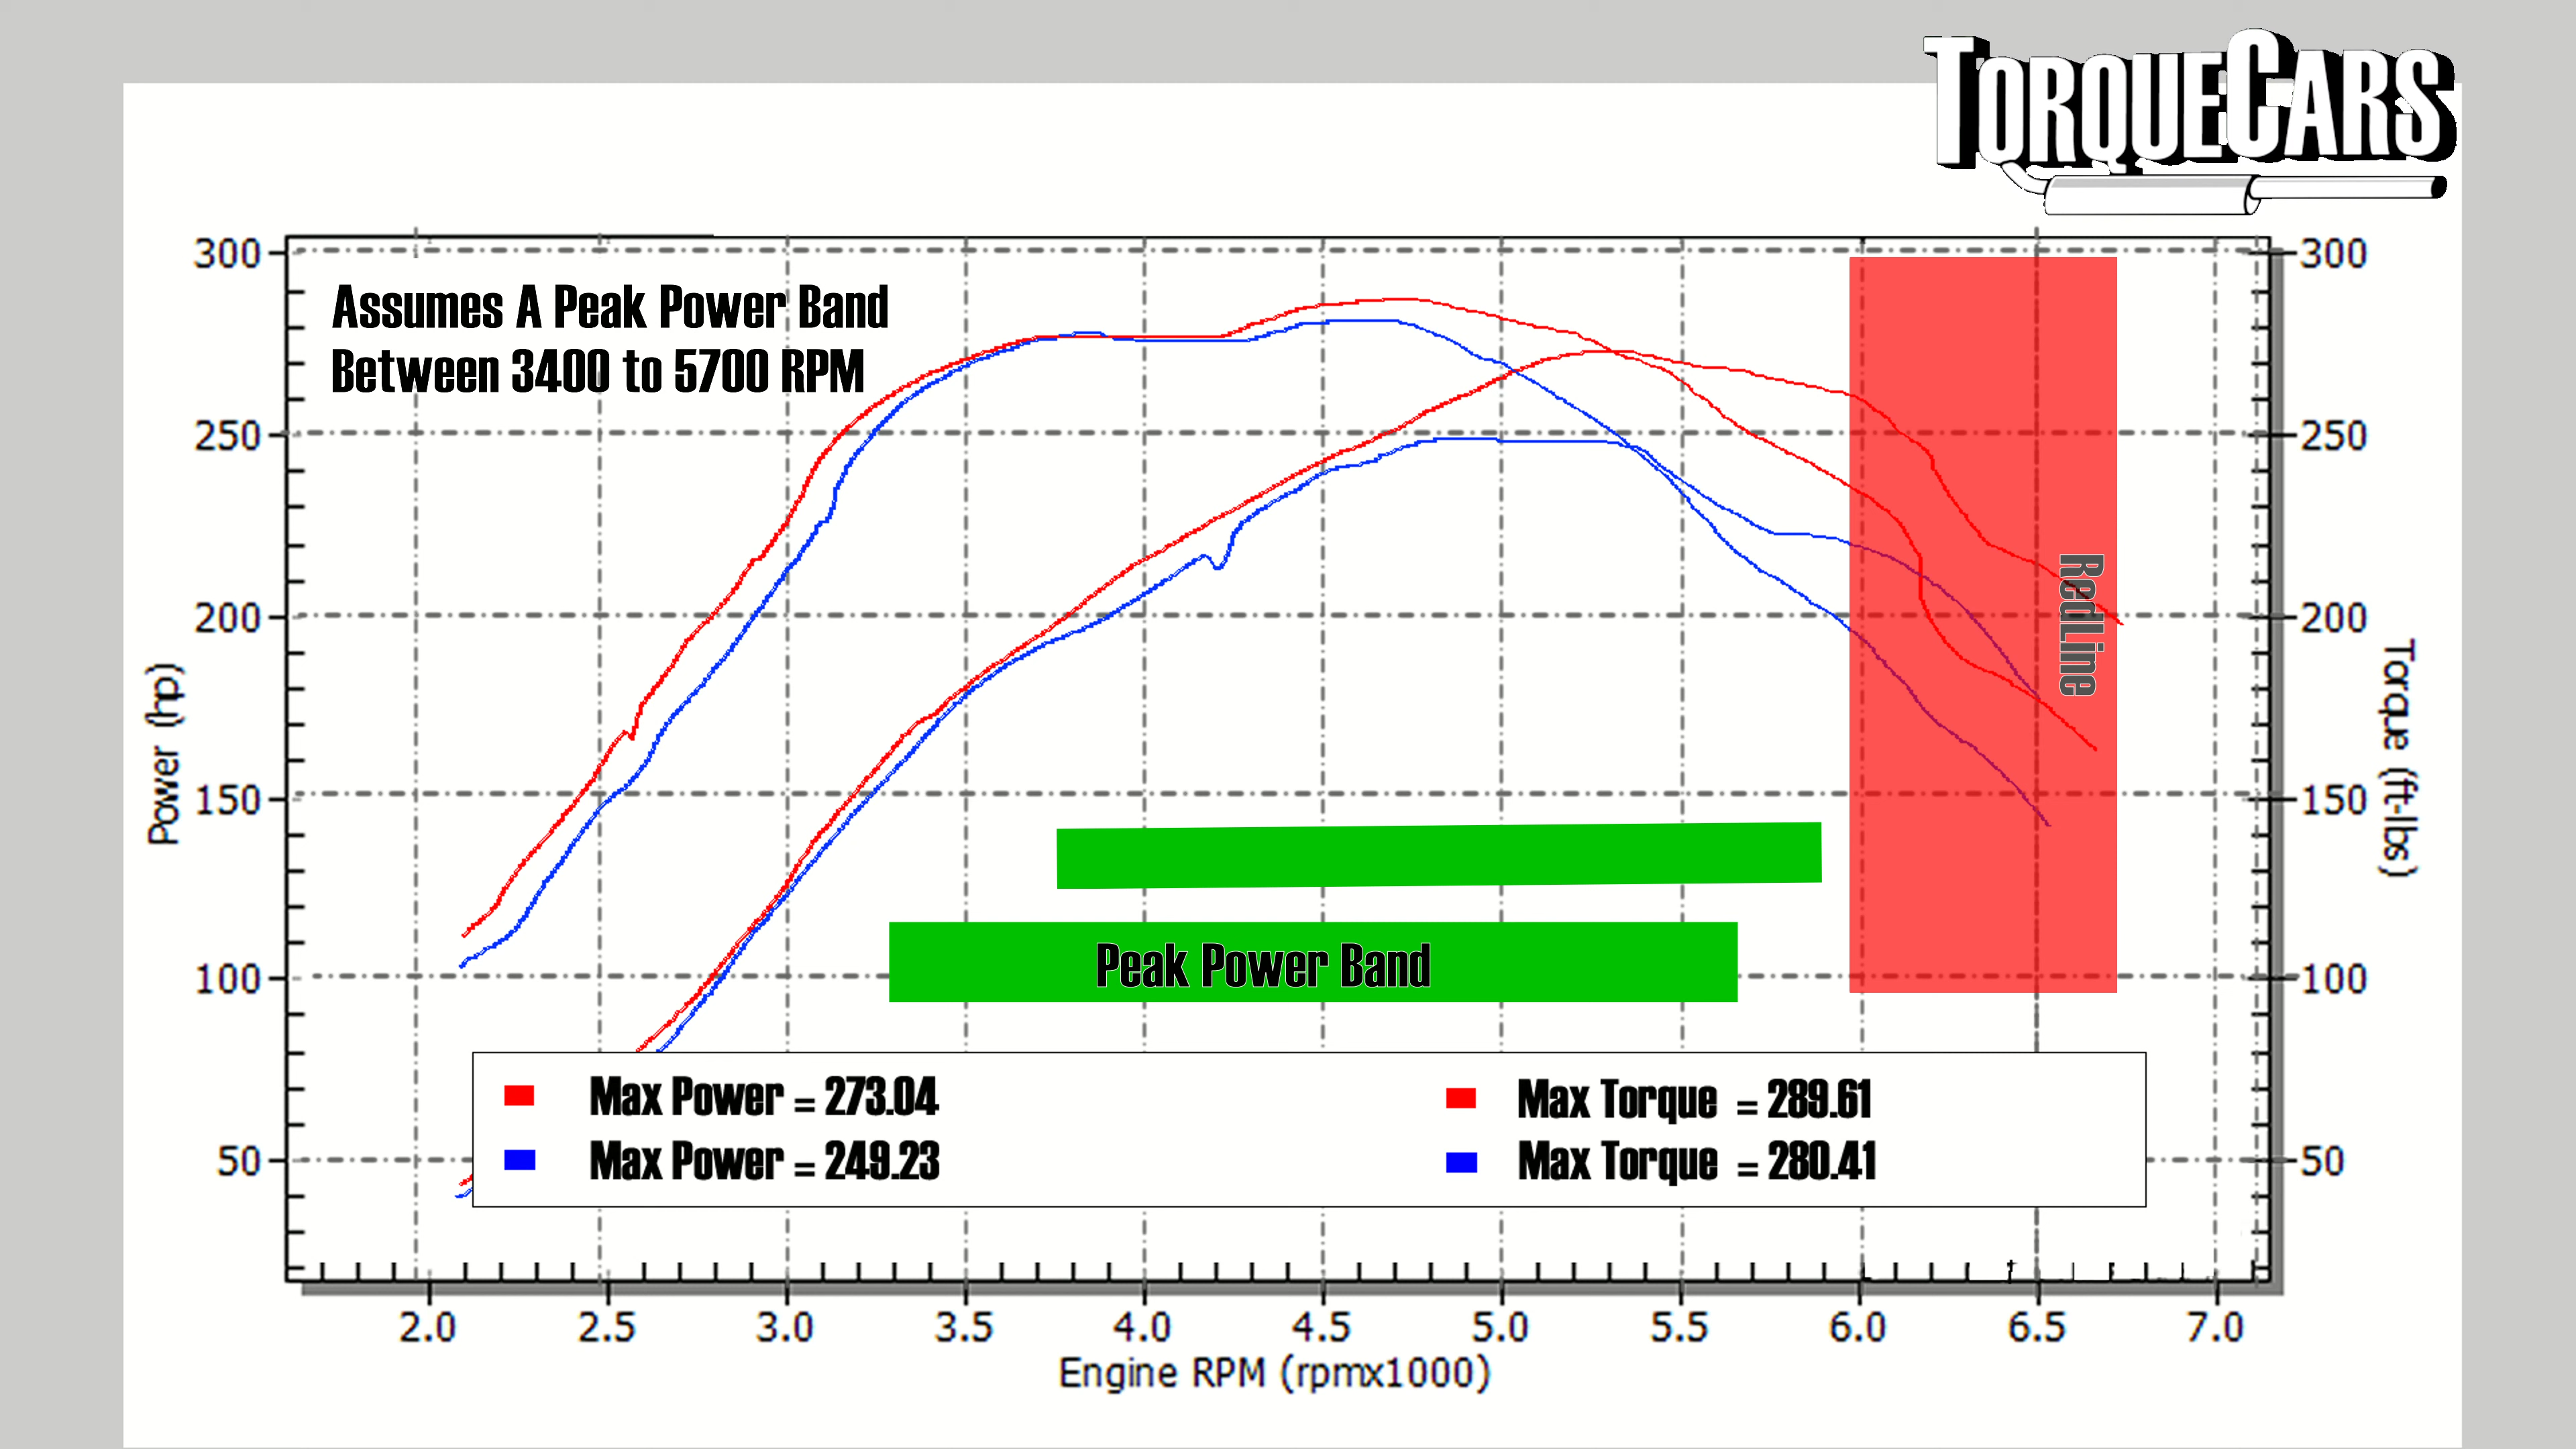 TORQUECARS
Assumes A Peak Power Band
Between 3400 to 5700 RPM
300
250
200
150
100
50
Power (hp)
300
250
200
150
100
50
Torque (ft-lbs)
RedLine
Peak Power Band
Max Power = 273.04
Max Torque = 289.61
Max Power = 249.23
Max Torque = 280.41
2.0 2.5 3.0 3.5 4.0 4.5 5.0 5.5 6.0 6.5 7.0
Engine RPM (rpmx1000)